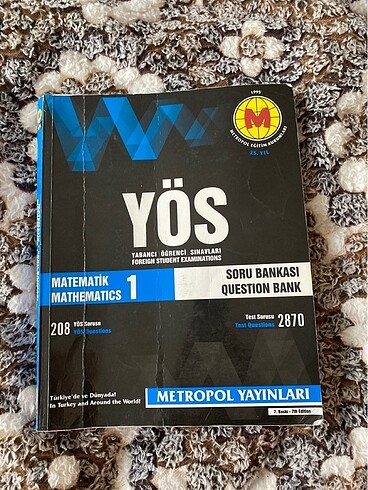 1995
M
METROPOL EĞİTİM KURUMLARI
25. YIL
YÖS
YABANCI ÖĞRENCİ SINAVLARI
FOREIGN STUDENT EXAMINATIONS
MATEMATİK
MATHEMATICS 1
SORU BANKASI
QUESTION BANK
208 YÖS Sorusu
YÖS Questions
Test Sorusu 2870
Test Questions
Türkiye'de ve Dünyada!
In Turkey and Around the World!
METROPOL YAYINLARI
7. Baskı - 7th Edition